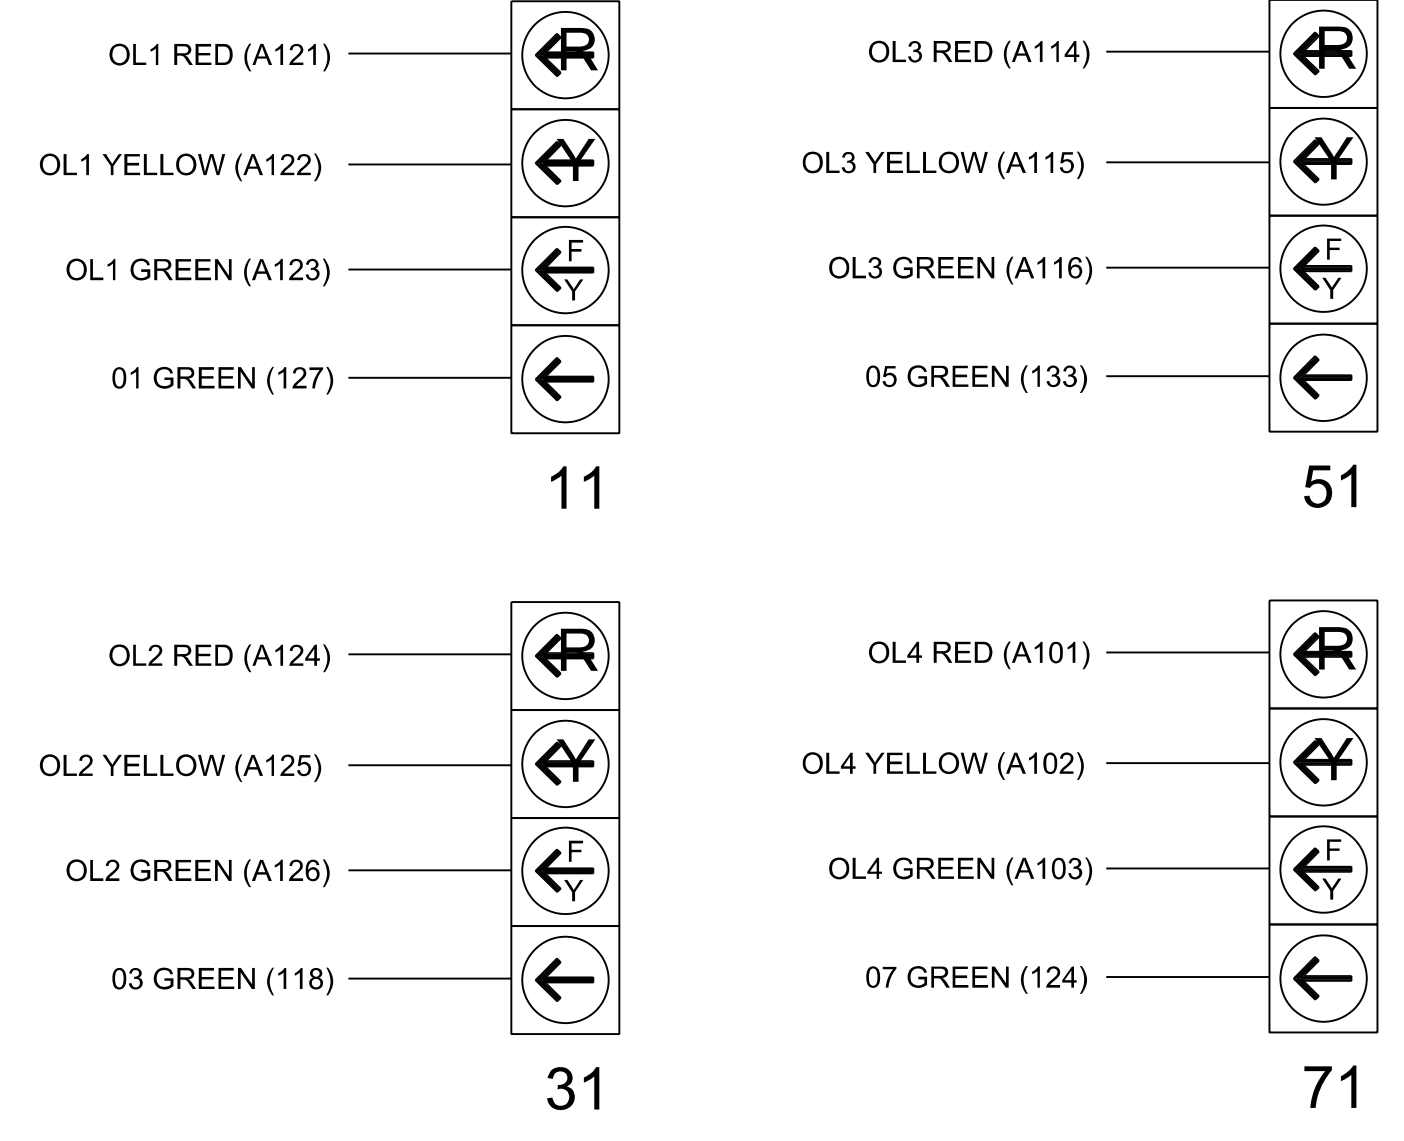 OL1 RED (A121)
R
OL1 YELLOW (A122)
Y
OL1 GREEN (A123)
F
Y
01 GREEN (127)
11
OL3 RED (A114)
R
OL3 YELLOW (A115)
Y
OL3 GREEN (A116)
F
Y
05 GREEN (133)
51
OL2 RED (A124)
R
OL2 YELLOW (A125)
Y
OL2 GREEN (A126)
F
Y
03 GREEN (118)
31
OL4 RED (A101)
R
OL4 YELLOW (A102)
Y
OL4 GREEN (A103)
F
Y
07 GREEN (124)
71